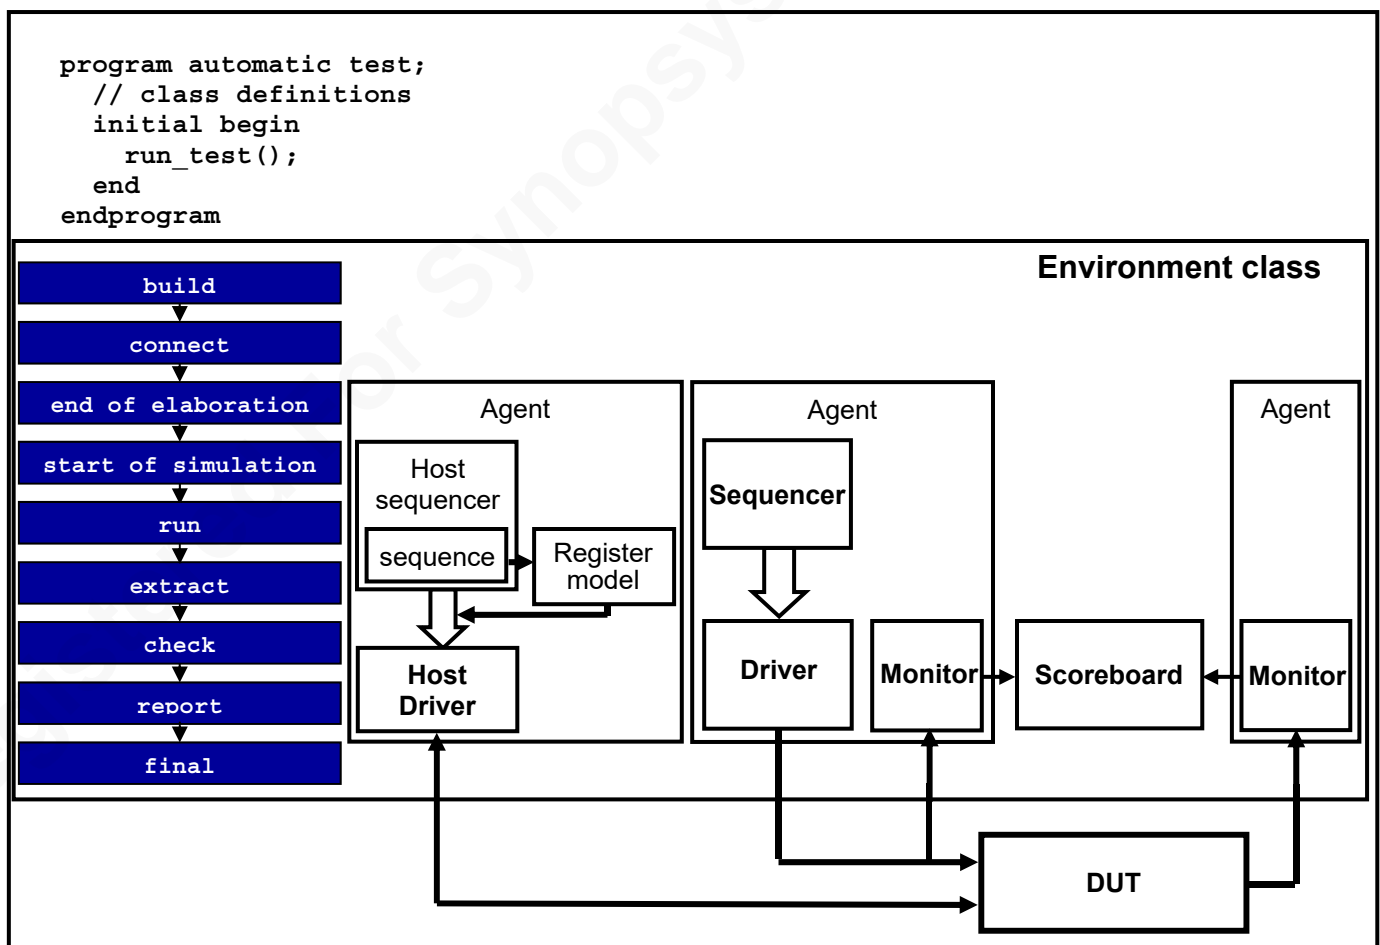 program automatic test;
// class definitions
initial begin
run_test();
end
endprogram
Environment class
build
connect
end of elaboration
start of simulation
run
extract
check
report
final
Agent
Host
sequencer
sequence
Register
model
Host
Driver
Agent
Sequencer
Driver
Monitor
Scoreboard
Agent
Monitor
DUT
for Synopsys